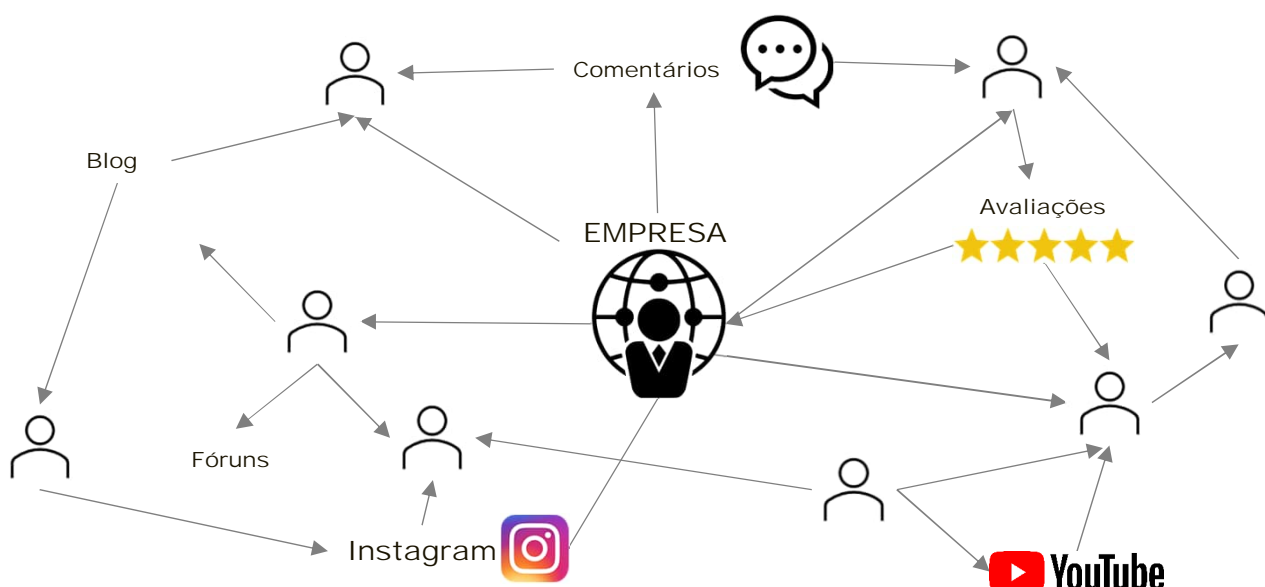 Comentários
Blog
Avaliações
EMPRESA
Fóruns
Instagram
YouTube